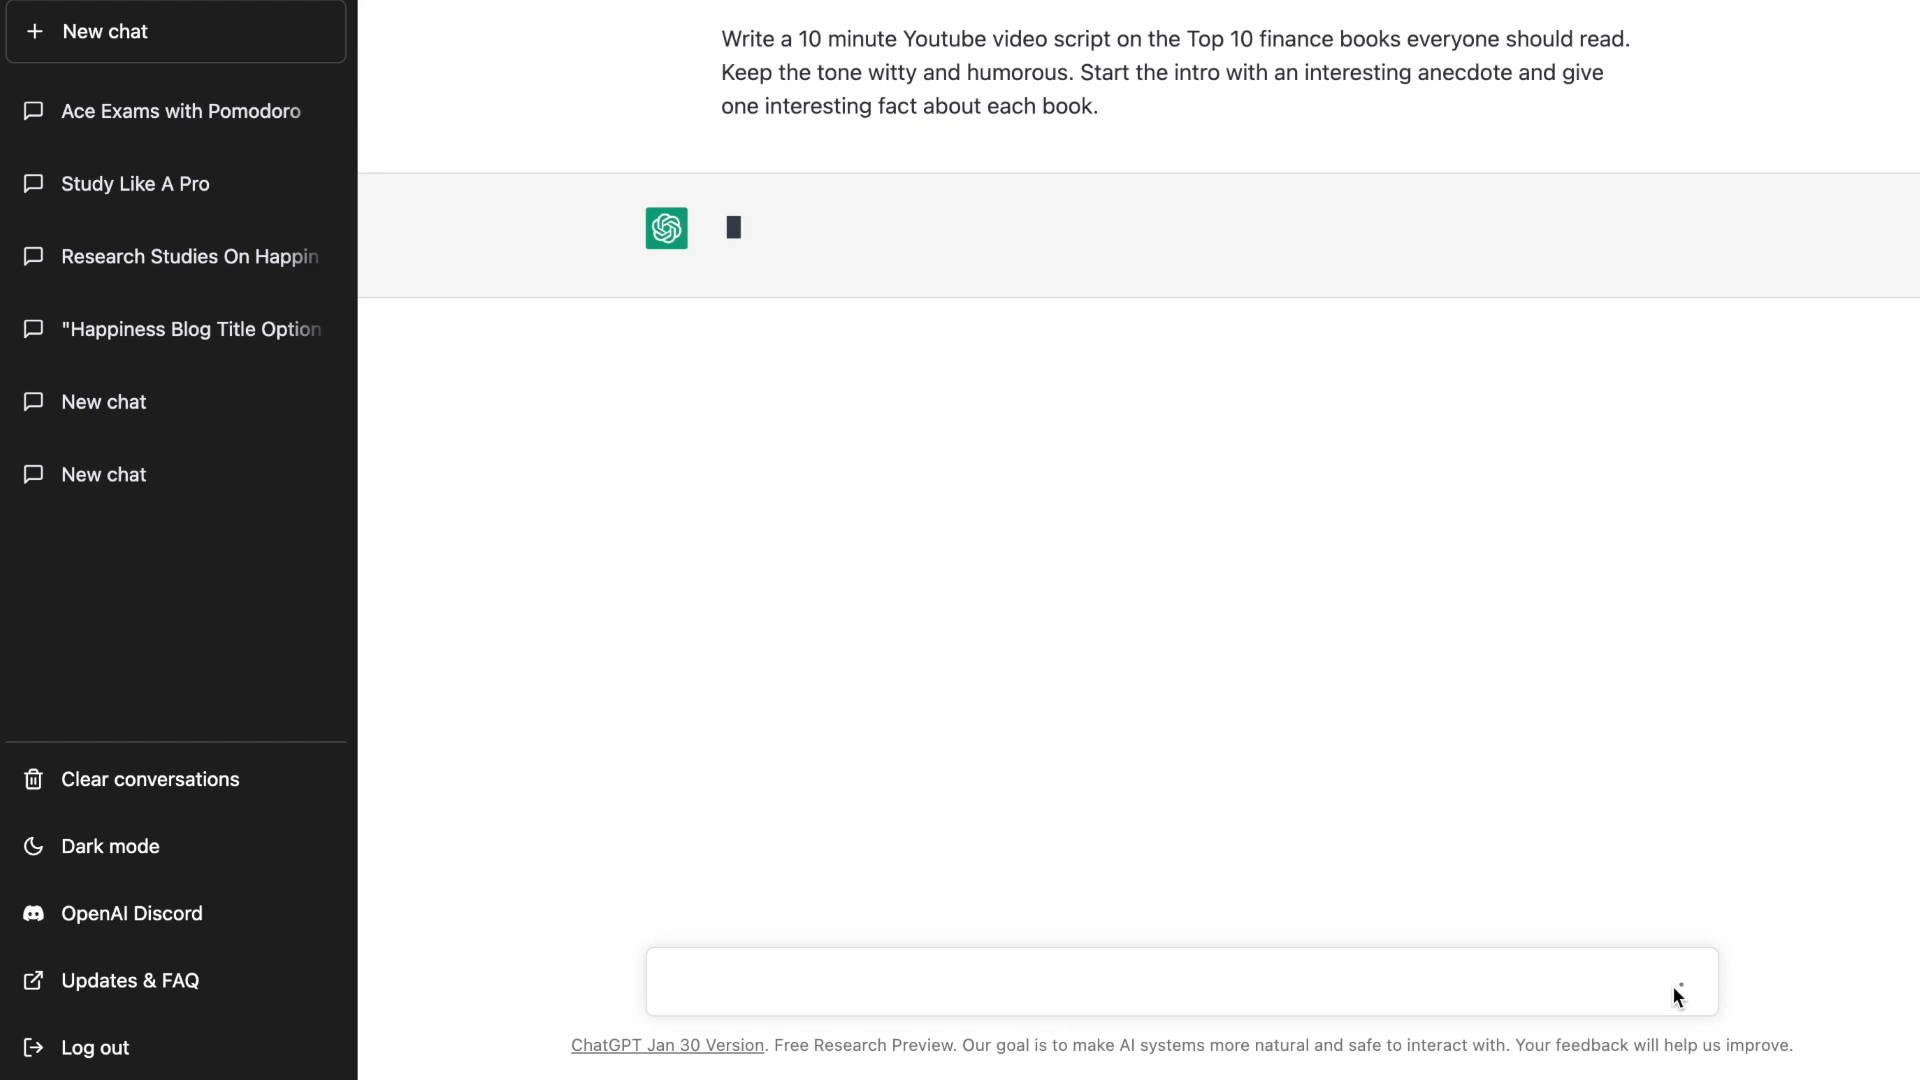 New chat
Ace Exams with Pomodoro
Study Like A Pro
Research Studies On Happin
"Happiness Blog Title Option
New chat
New chat
Clear conversations
Dark mode
OpenAI Discord
Updates & FAQ
Log out
Write a 10 minute Youtube video script on the Top 10 finance books everyone should read.
Keep the tone witty and humorous. Start the intro with an interesting anecdote and give
one interesting fact about each book.
ChatGPT Jan 30 Version. Free Research Preview. Our goal is to make AI systems more natural and safe to interact with. Your feedback will help us improve.